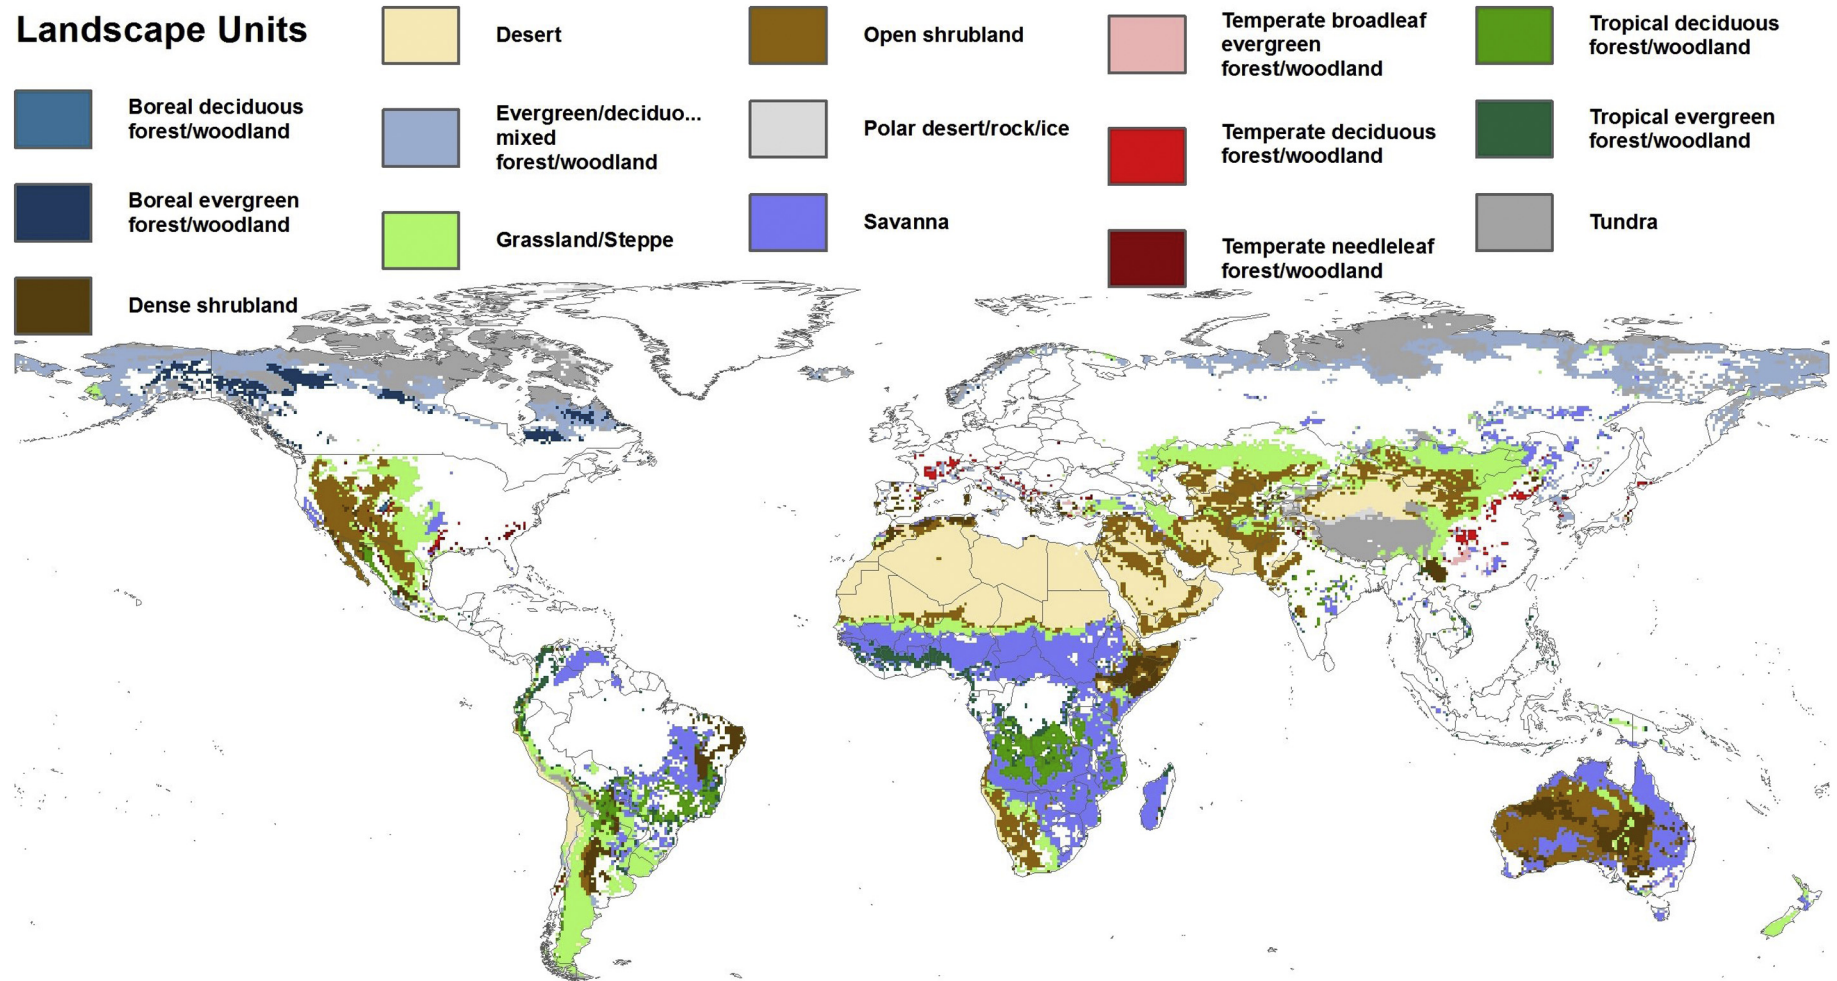 Landscape Units
Boreal deciduous
forest/woodland
Boreal evergreen
forest/woodland
Dense shrubland
Desert
Evergreen/deciduo...
mixed
forest/woodland
Grassland/Steppe
Open shrubland
Polar desert/rock/ice
Savanna
Temperate broadleaf
evergreen
forest/woodland
Temperate deciduous
forest/woodland
Temperate needleleaf
forest/woodland
Tropical deciduous
forest/woodland
Tropical evergreen
forest/woodland
Tundra